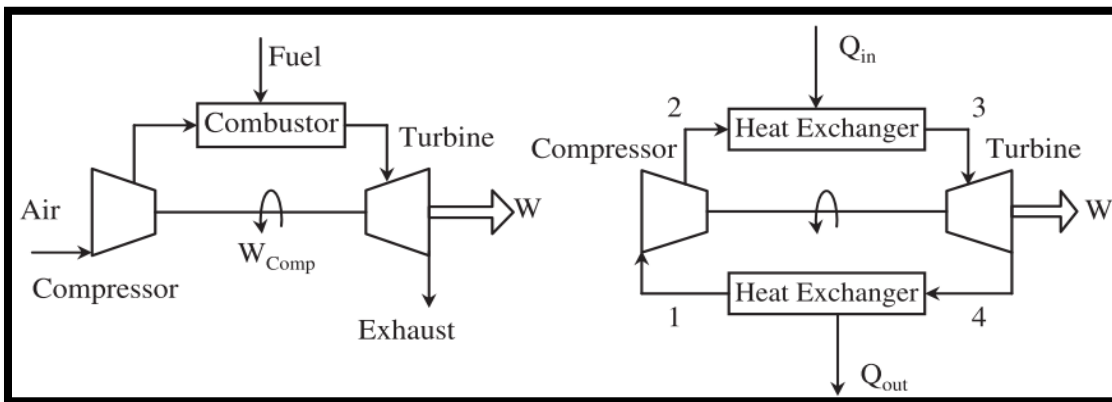 Fuel
Combustor
Turbine
Air
W
W_Comp
Compressor
Exhaust
Q_in
2
Heat Exchanger
3
Compressor
Turbine
W
Heat Exchanger
1
4
Q_out